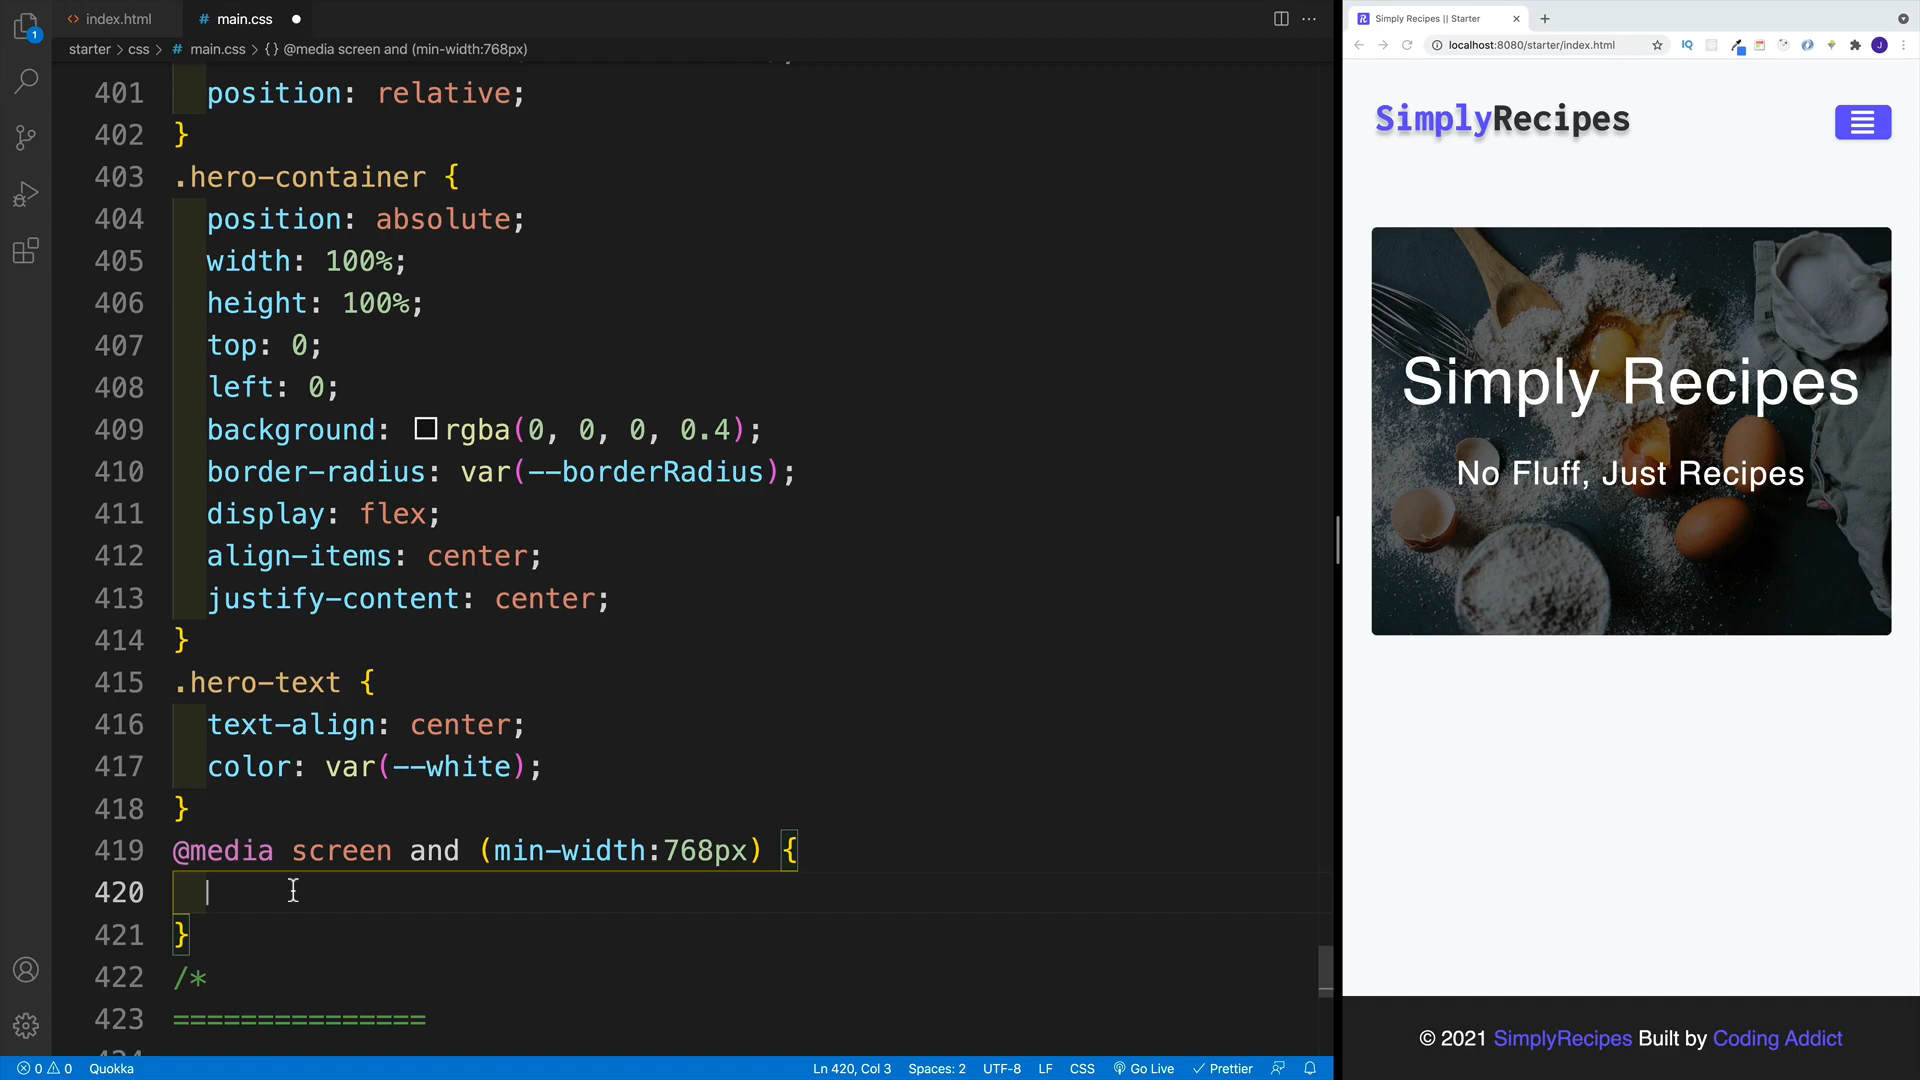 index.html
# main.css
starter > css > # main.css > {} @media screen and (min-width:768px)
401 position: relative;
402 }
403 .hero-container {
404 position: absolute;
405 width: 100%;
406 height: 100%;
407 top: 0;
408 left: 0;
409 background: rgba(0, 0, 0, 0.4);
410 border-radius: var(--borderRadius);
411 display: flex;
412 align-items: center;
413 justify-content: center;
414 }
415 .hero-text {
416 text-align: center;
417 color: var(--white);
418 }
419 @media screen and (min-width:768px) {
420
421 }
422 /*
423 ===============
1
0 0
Quokka
Ln 420, Col 3
Spaces: 2
UTF-8
LF
CSS
Go Live
Prettier
Simply Recipes || Starter
localhost:8080/starter/index.html
IQ
J
SimplyRecipes
Simply Recipes
No Fluff, Just Recipes
© 2021 SimplyRecipes Built by Coding Addict